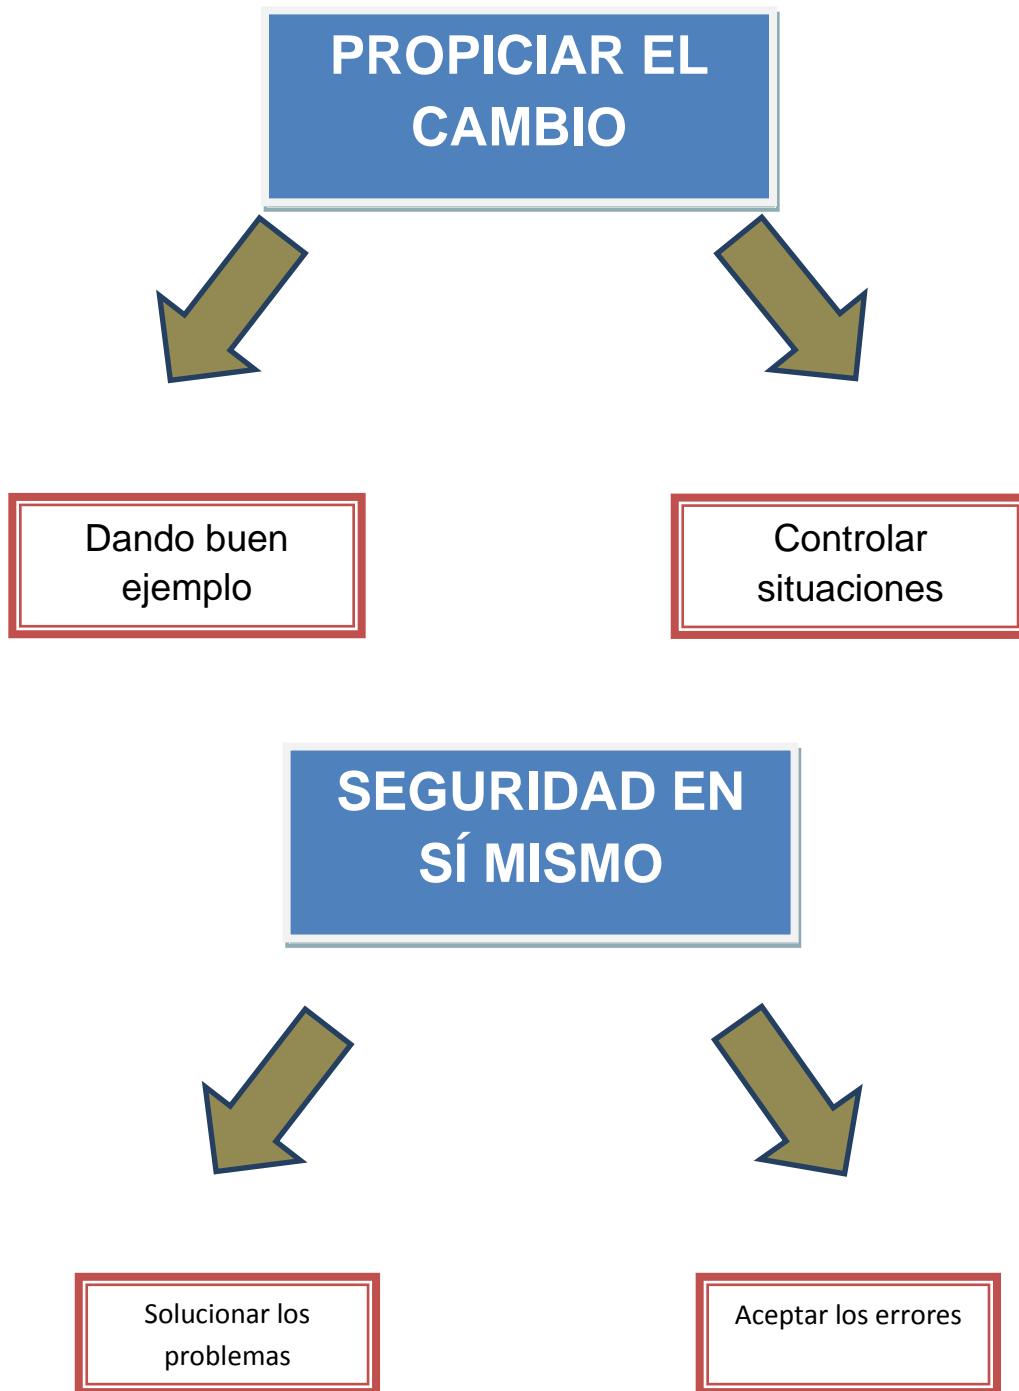 PROPICIAR EL
CAMBIO
Dando buen
ejemplo
Controlar
situaciones
SEGURIDAD EN
SÍ MISMO
Solucionar los
problemas
Aceptar los errores